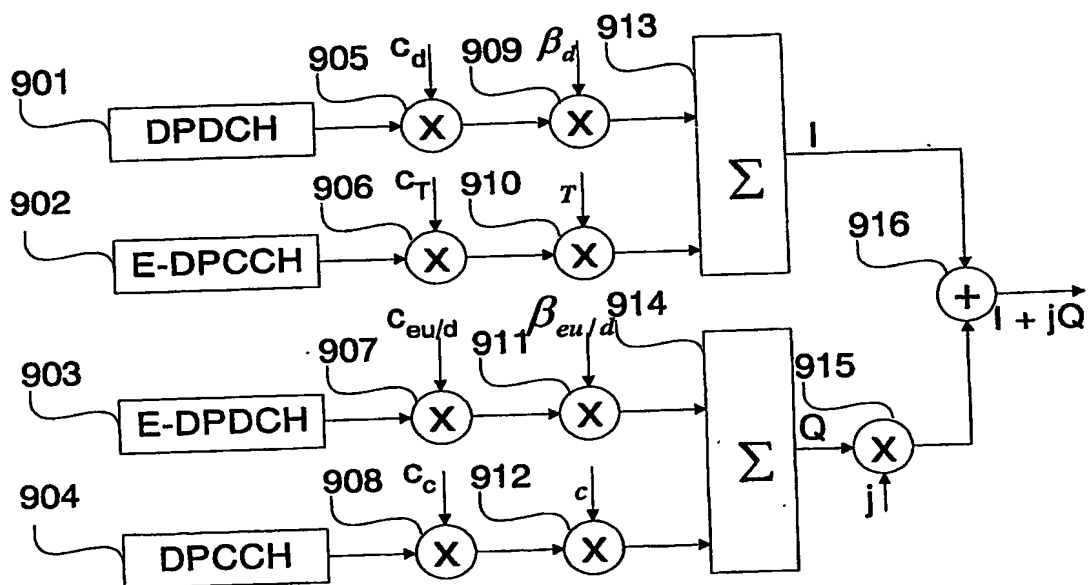 901
DPDCH
905
C_d
909
β_d
913
902
E-DPCCH
906
C_T
910
T
Σ
I
903
E-DPDCH
907
C_eu/d
911
β_eu/d
914
904
DPCCH
908
C_c
912
c
Σ
Q
915
X
j
916
+
I + jQ
X
X
X
X
X
X
X
X